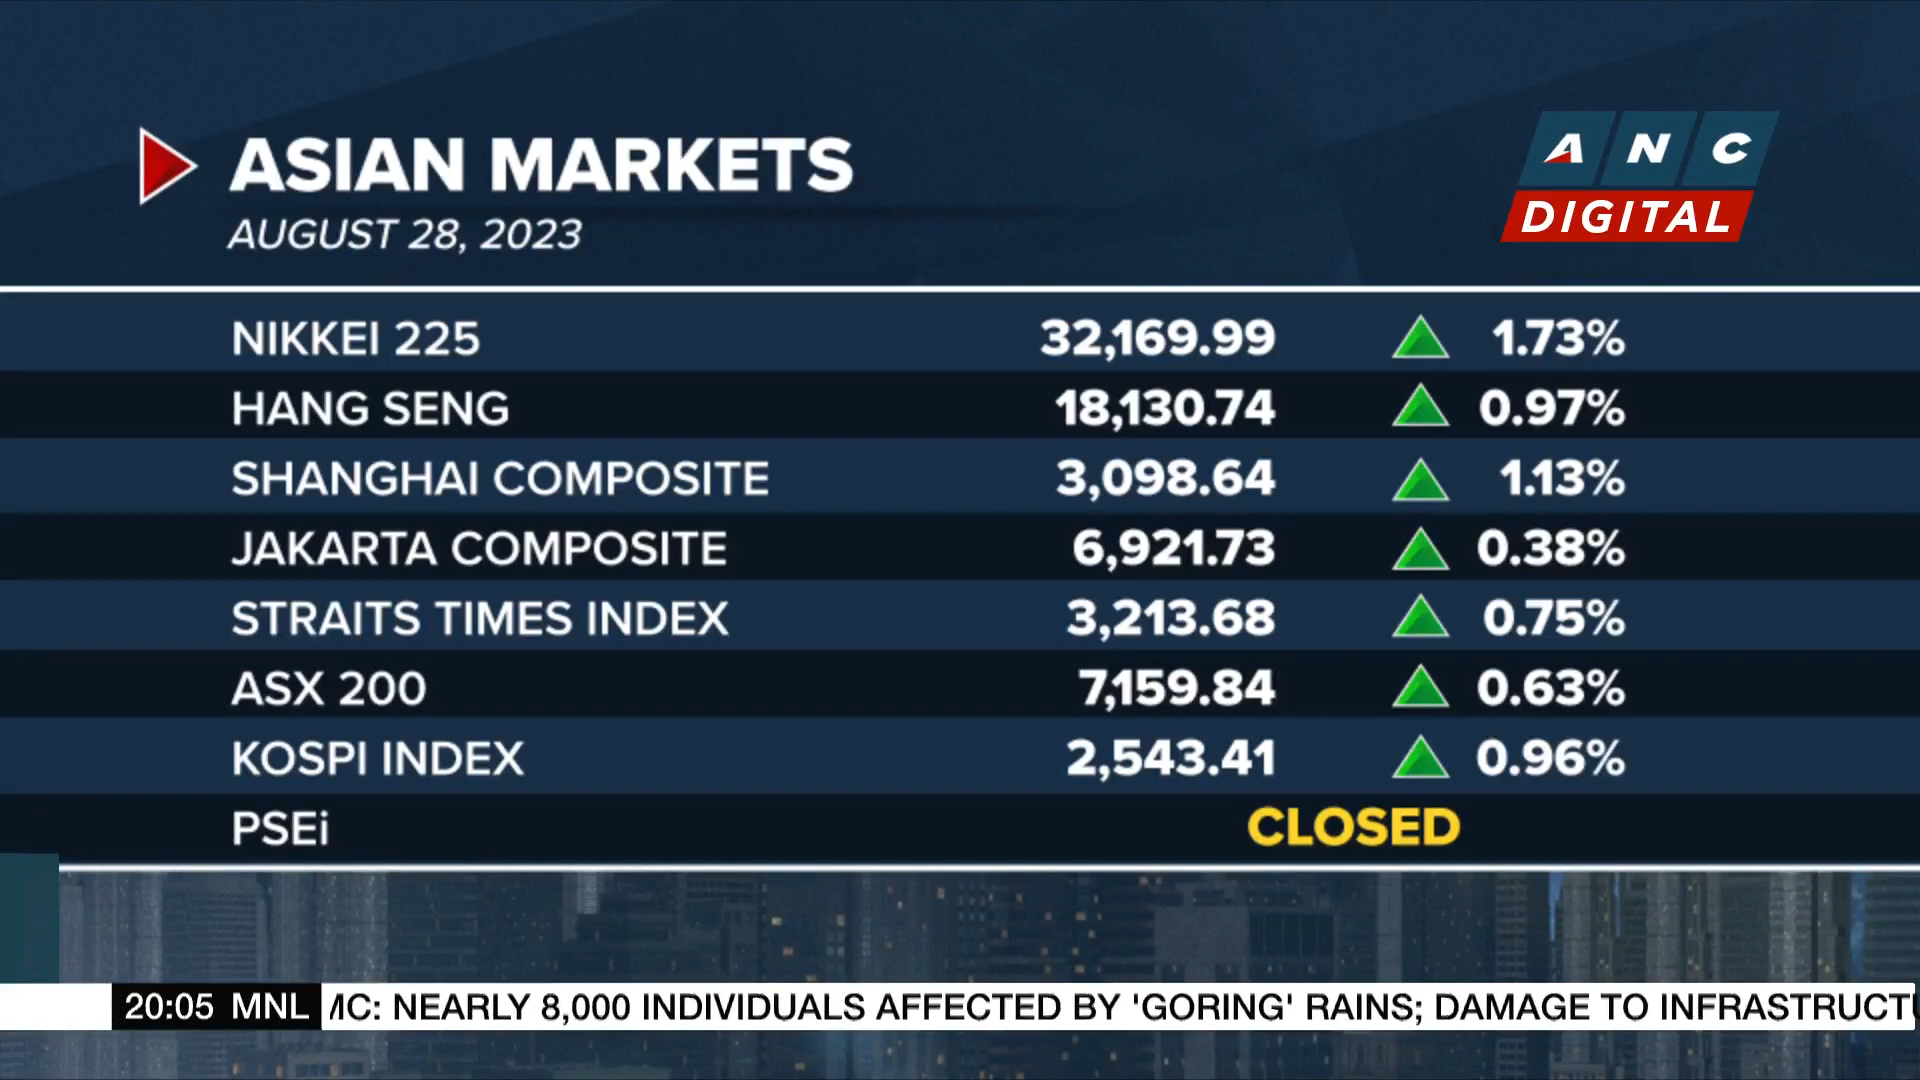 ASIAN MARKETS
AUGUST 28, 2023
ANC
DIGITAL
NIKKEI 225 32,169.99 1.73%
HANG SENG 18,130.74 0.97%
SHANGHAI COMPOSITE 3,098.64 1.13%
JAKARTA COMPOSITE 6,921.73 0.38%
STRAITS TIMES INDEX 3,213.68 0.75%
ASX 200 7,159.84 0.63%
KOSPI INDEX 2,543.41 0.96%
PSEi CLOSED
20:05 MNL MC: NEARLY 8,000 INDIVIDUALS AFFECTED BY 'GORING' RAINS; DAMAGE TO INFRASTRUCT